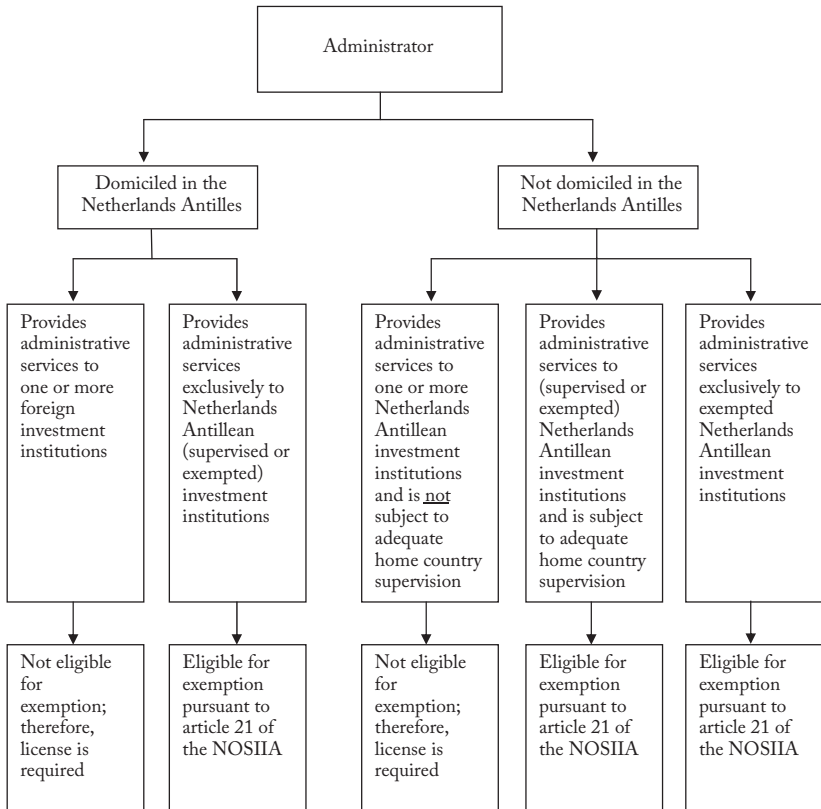 Administrator
Domiciled in the
Netherlands Antilles
Not domiciled in the
Netherlands Antilles
Provides
administrative
services to
one or more
foreign
investment
institutions
Provides
administrative
services
exclusively to
Netherlands
Antillean
(supervised or
exempted)
investment
institutions
Provides
administrative
services to
one or more
Netherlands
Antillean
investment
institutions
and is not
subject to
adequate
home country
supervision
Provides
administrative
services to
(supervised or
exempted)
Netherlands
Antillean
investment
institutions
and is subject
to adequate
home country
supervision
Provides
administrative
services
exclusively to
exempted
Netherlands
Antillean
investment
institutions
Not eligible
for
exemption;
therefore,
license is
required
Eligible for
exemption
pursuant to
article 21 of
the NOSIIA
Not eligible
for
exemption;
therefore,
license is
required
Eligible for
exemption
pursuant to
article 21 of
the NOSIIA
Eligible for
exemption
pursuant to
article 21 of
the NOSIIA